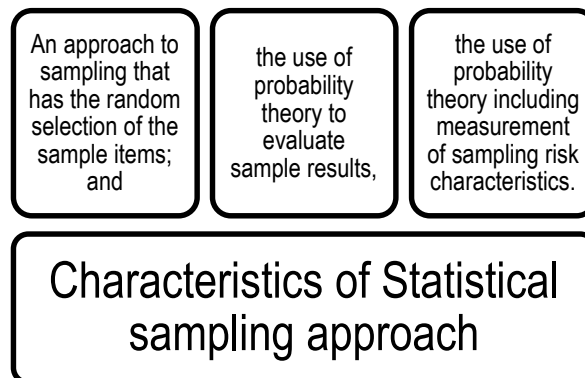 An approach to
sampling that
has the random
selection of the
sample items;
and
the use of
probability
theory to
evaluate
sample results,
the use of
probability
theory including
measurement
of sampling risk
characteristics.
Characteristics of Statistical
sampling approach